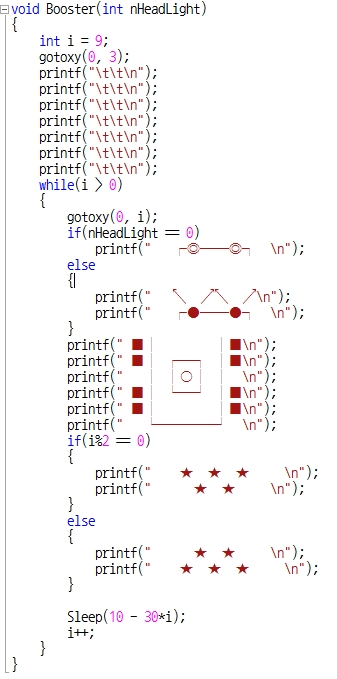 void Booster(int nHeadLight)
{
    int i = 9;
    gotoxy(0, 3);
    printf("\t\t\n");
    printf("\t\t\n");
    printf("\t\t\n");
    printf("\t\t\n");
    printf("\t\t\n");
    printf("\t\t\n");
    printf("\t\t\n");
    while(i > 0)
    {
        gotoxy(0, i);
        if(nHeadLight == 0)
            printf("   ┌◎──◎┐   \n");
        else
        {
            printf("   ↖ ↗↖ ↗\n");
            printf("   ┌●──●┐   \n");
        }
        printf(" ■│    │■\n");
        printf(" ■│ ┌─┐ │■\n");
        printf("   │ │○│ │  \n");
        printf(" ■│ └─┘ │■\n");
        printf(" ■│    │■\n");
        printf("   └────┘  \n");
        if(i%2 == 0)
        {
            printf("    ★ ★ ★    \n");
            printf("     ★ ★    \n");
        }
        else
        {
            printf("     ★ ★    \n");
            printf("    ★ ★ ★    \n");
        }

        Sleep(10 - 30*i);
        i++;
    }
}